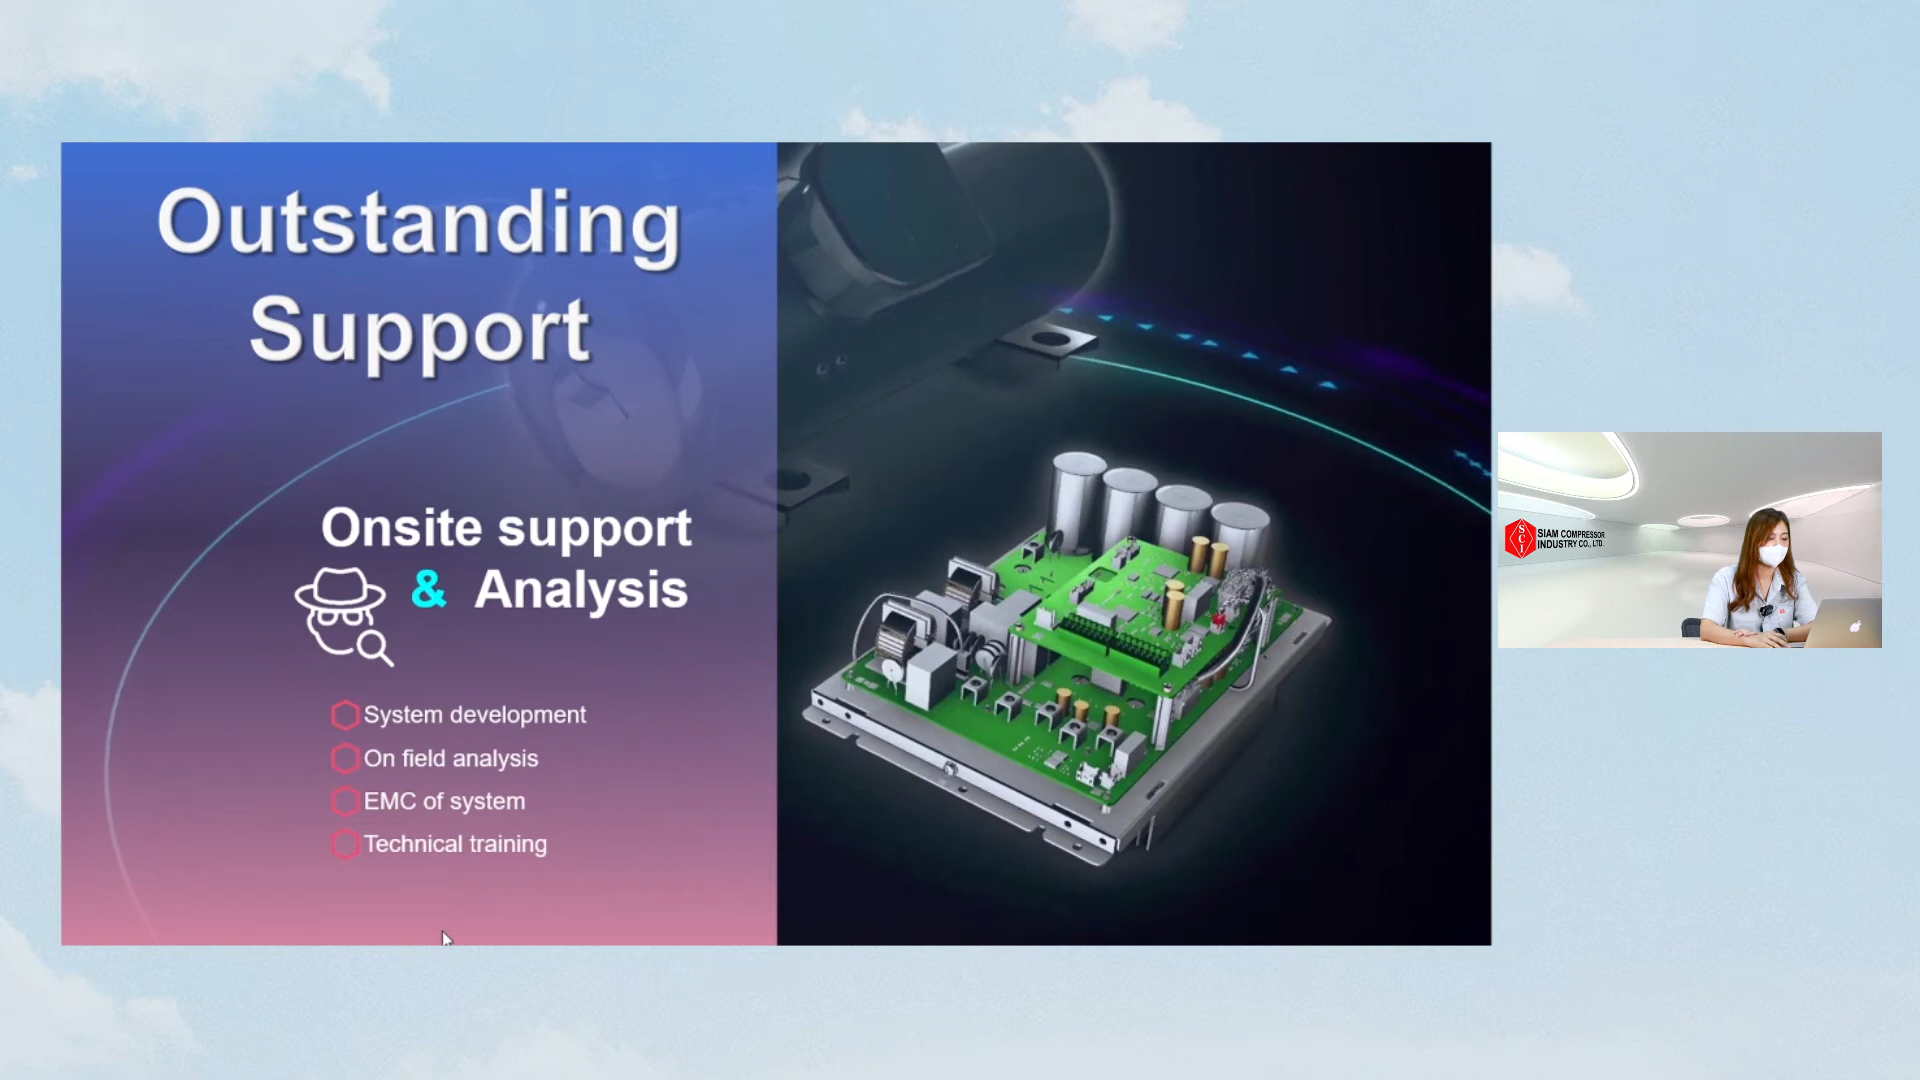 Outstanding
Support
Onsite support
& Analysis
System development
On field analysis
EMC of system
Technical training
SCI
SIAM COMPRESSOR
INDUSTRY CO., LTD.